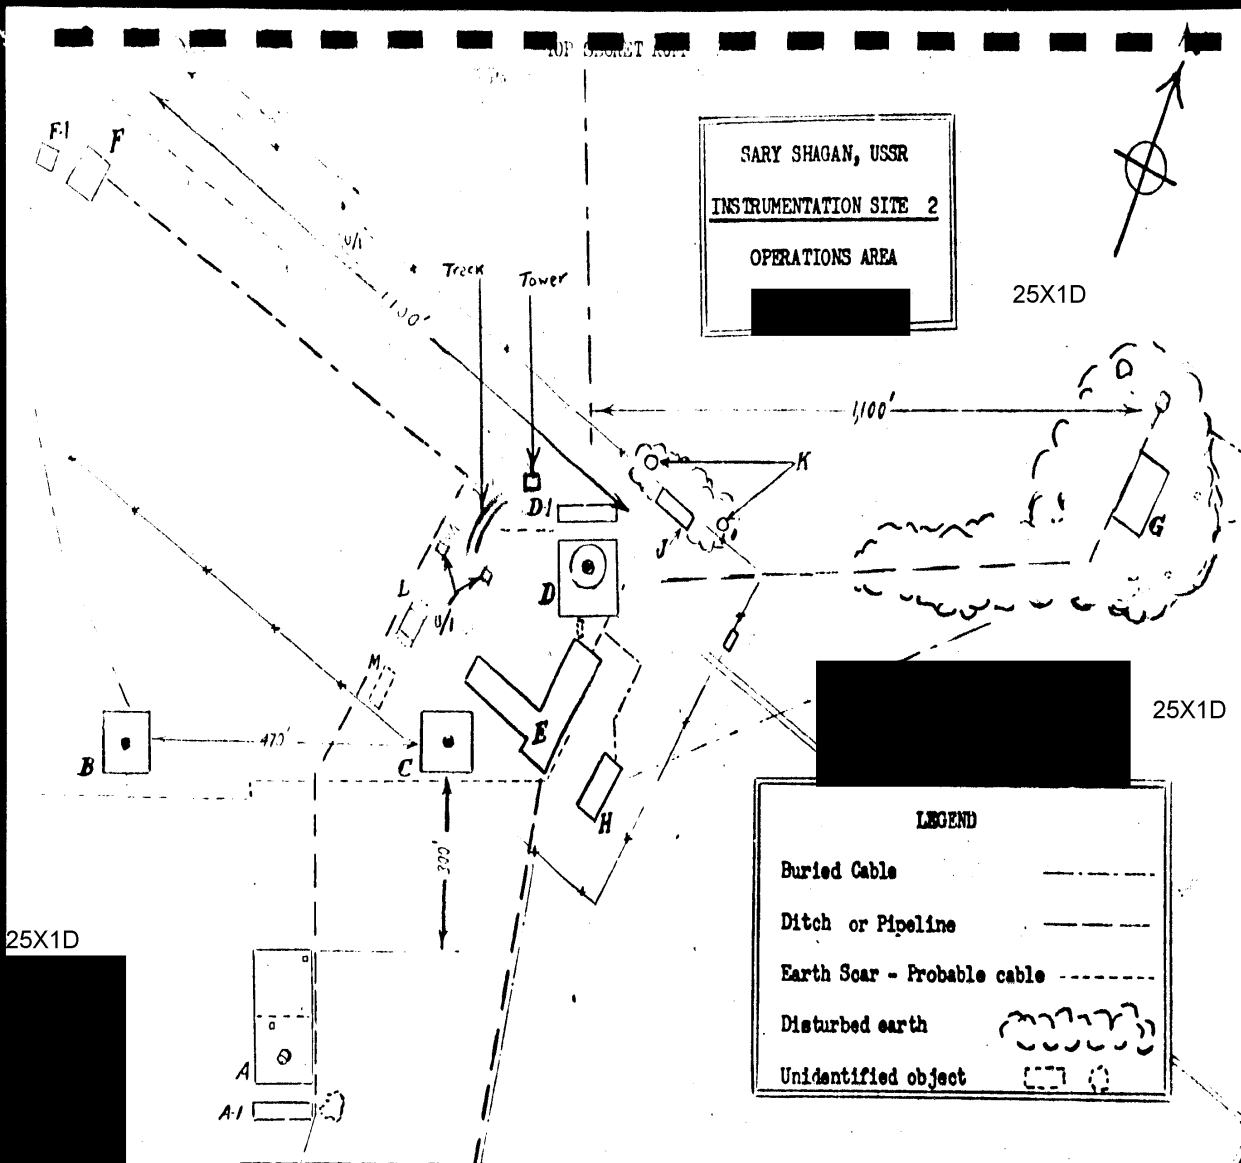 TOP SECRET RUFF
F-1
F
SARY SHAGAN, USSR
INSTRUMENTATION SITE 2
OPERATIONS AREA
25X1D
U/I
1,100'
Track
Tower
1,100'
K
D-1
J
G
D
L
U/I
M
E
470'
B
C
H
300'
25X1D
25X1D
A
A-1
LEGEND
Buried Cable
Ditch or Pipeline
Earth Scar - Probable cable
Disturbed earth
Unidentified object